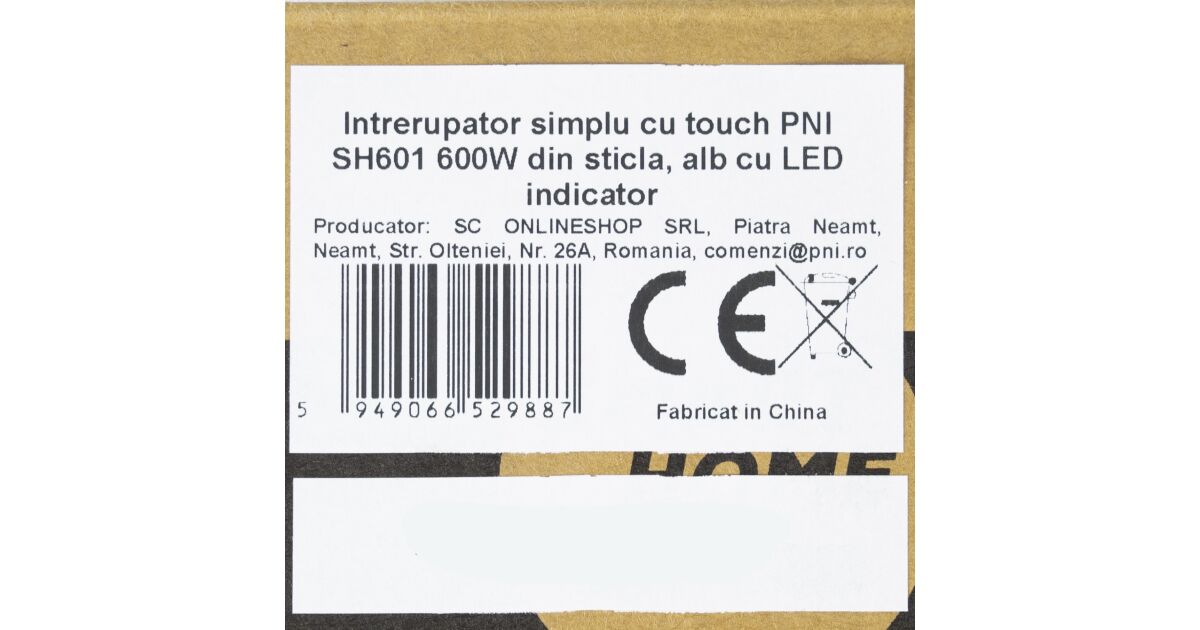 Intrerupator simplu cu touch PNI
SH601 600W din sticla, alb cu LED
indicator
Producator: SC ONLINESHOP SRL, Piatra Neamt,
Neamt, Str. Olteniei, Nr. 26A, Romania, comenzi@pni.ro
CE
5 949066 529887
Fabricat in China
HOME